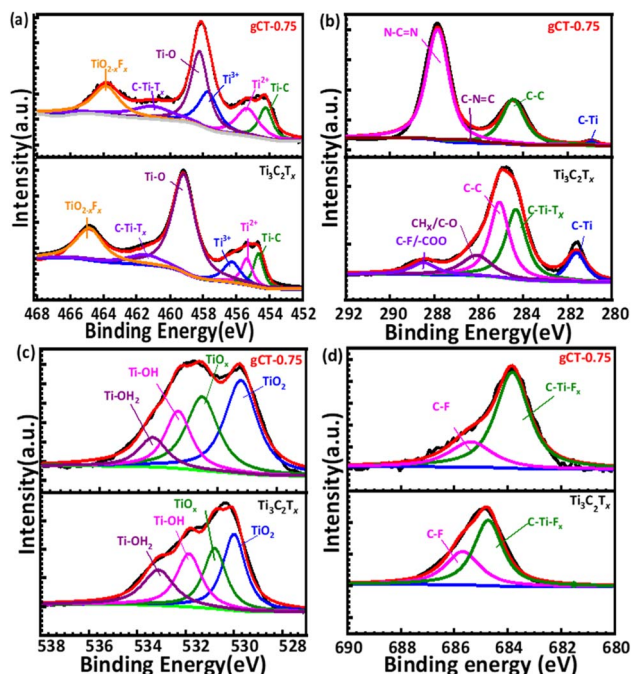 (a)
gCT-0.75
Ti-O
TiO₂₋ₓFₓ
C-Ti-Tₓ
Ti³⁺
Ti²⁺
Ti-C
Ti₃C₂Tₓ
Ti-O
TiO₂₋ₓFₓ
C-Ti-Tₓ
Ti³⁺
Ti²⁺
Ti-C
Intensity(a.u.)
468 466 464 462 460 458 456 454 452
Binding Energy(eV)
(b)
gCT-0.75
N-C=N
C-N=C
C-C
C-Ti
Ti₃C₂Tₓ
C-C
CHₓ/C-O
C-F/-COO
C-Ti-Tₓ
C-Ti
Intensity(a.u.)
292 290 288 286 284 282 280
Binding Energy(eV)
(c)
gCT-0.75
Ti-OH
TiOₓ
Ti-OH₂
TiO₂
Ti₃C₂Tₓ
TiOₓ
Ti-OH
Ti-OH₂
TiO₂
Intensity(a.u.)
538 536 534 532 530 528
Binding Energy(eV)
(d)
gCT-0.75
C-F
C-Ti-Fₓ
Ti₃C₂Tₓ
C-F
C-Ti-Fₓ
Intensity(a.u.)
690 688 686 684 682 680
Binding energy (eV)